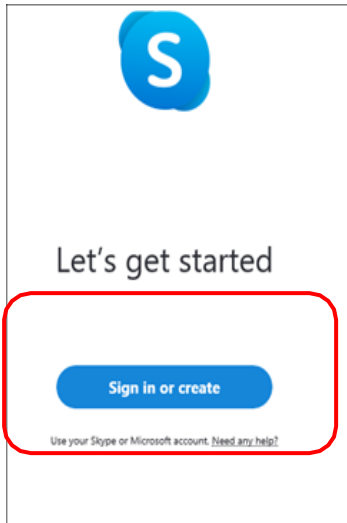 S
Let's get started
Sign in or create
Use your Skype or Microsoft account. Need any help?